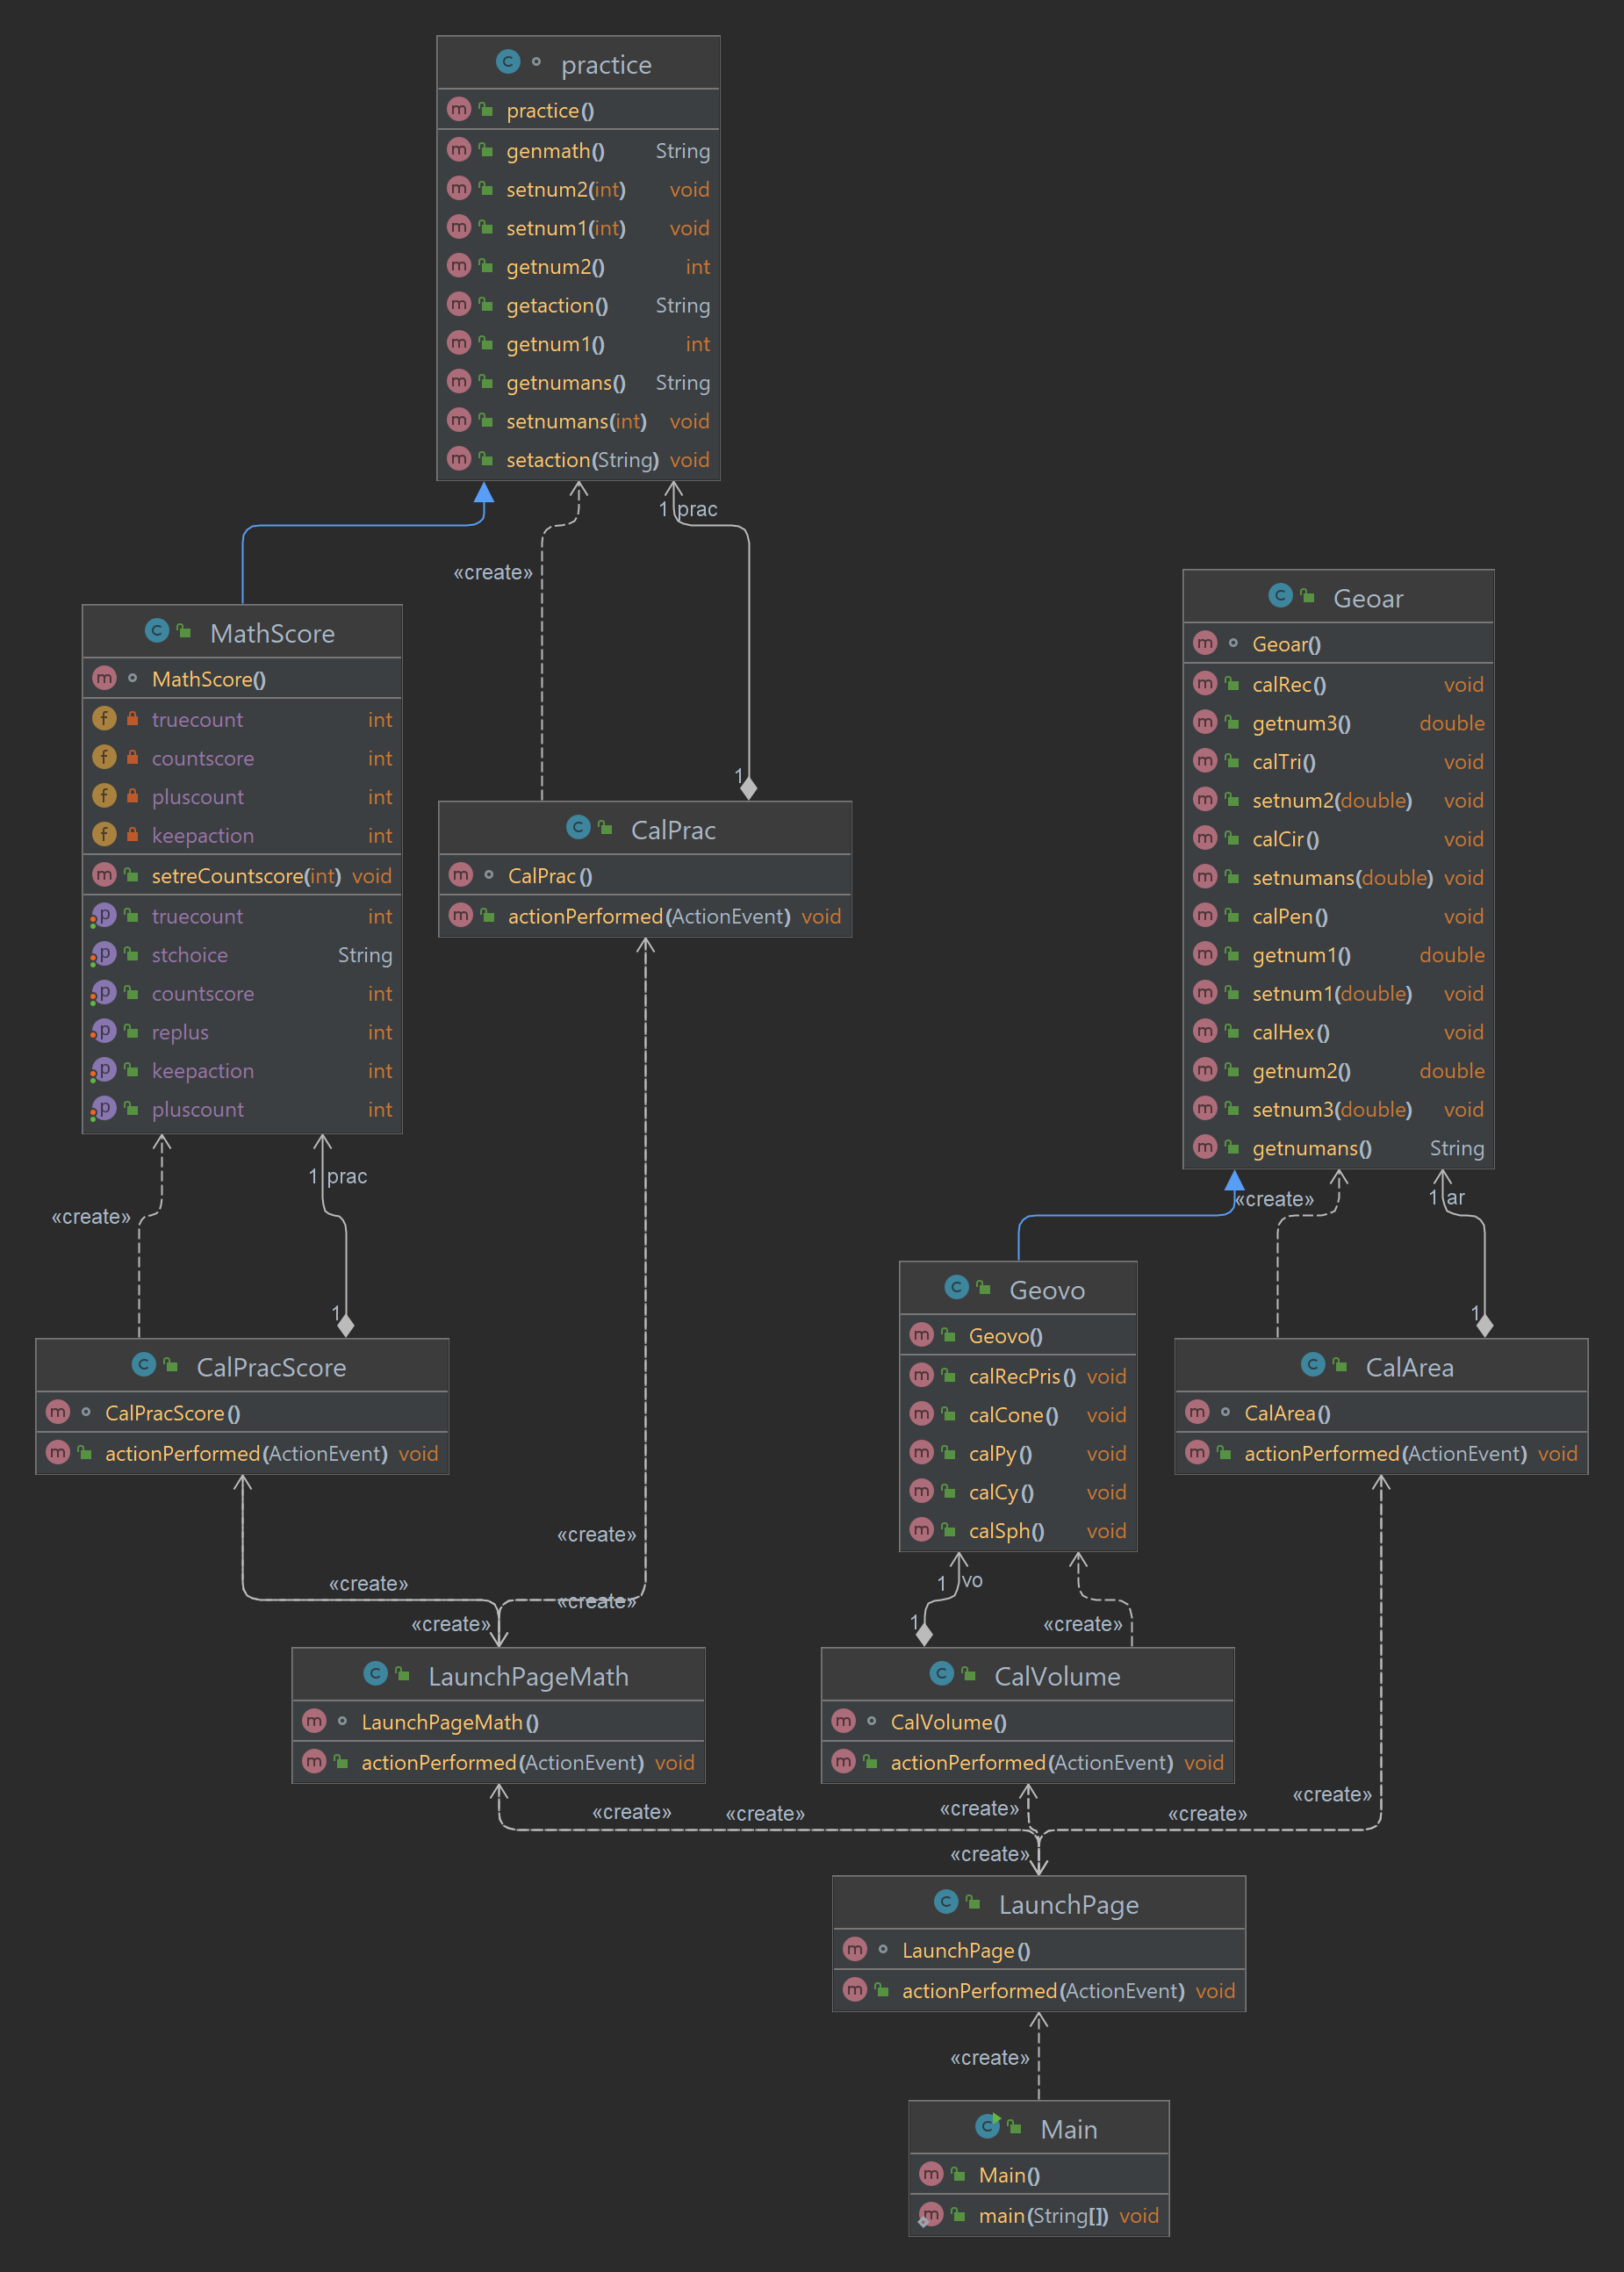 practice
practice()
genmath() String
setnum2(int) void
setnum1(int) void
getnum2() int
getaction() String
getnum1() int
getnumans() String
setnumans(int) void
setaction(String) void
1 prac
«create»
1
MathScore
MathScore()
truecount int
countscore int
pluscount int
keepaction int
setreCountscore(int) void
truecount int
stchoice String
countscore int
replus int
keepaction int
pluscount int
CalPrac
CalPrac()
actionPerformed(ActionEvent) void
Geoar
Geoar()
calRec() void
getnum3() double
calTri() void
setnum2(double) void
calCir() void
setnumans(double) void
calPen() void
getnum1() double
setnum1(double) void
calHex() void
getnum2() double
setnum3(double) void
getnumans() String
1 prac
«create»
1
«create»
1 ar
1
CalPracScore
CalPracScore()
actionPerformed(ActionEvent) void
Geovo
Geovo()
calRecPris() void
calCone() void
calPy() void
calCy() void
calSph() void
CalArea
CalArea()
actionPerformed(ActionEvent) void
«create»
«create»
«create»
«create»
1 vo
1
«create»
LaunchPageMath
LaunchPageMath()
actionPerformed(ActionEvent) void
CalVolume
CalVolume()
actionPerformed(ActionEvent) void
«create»
«create»
«create»
«create»
«create»
«create»
LaunchPage
LaunchPage()
actionPerformed(ActionEvent) void
«create»
Main
Main()
main(String[]) void